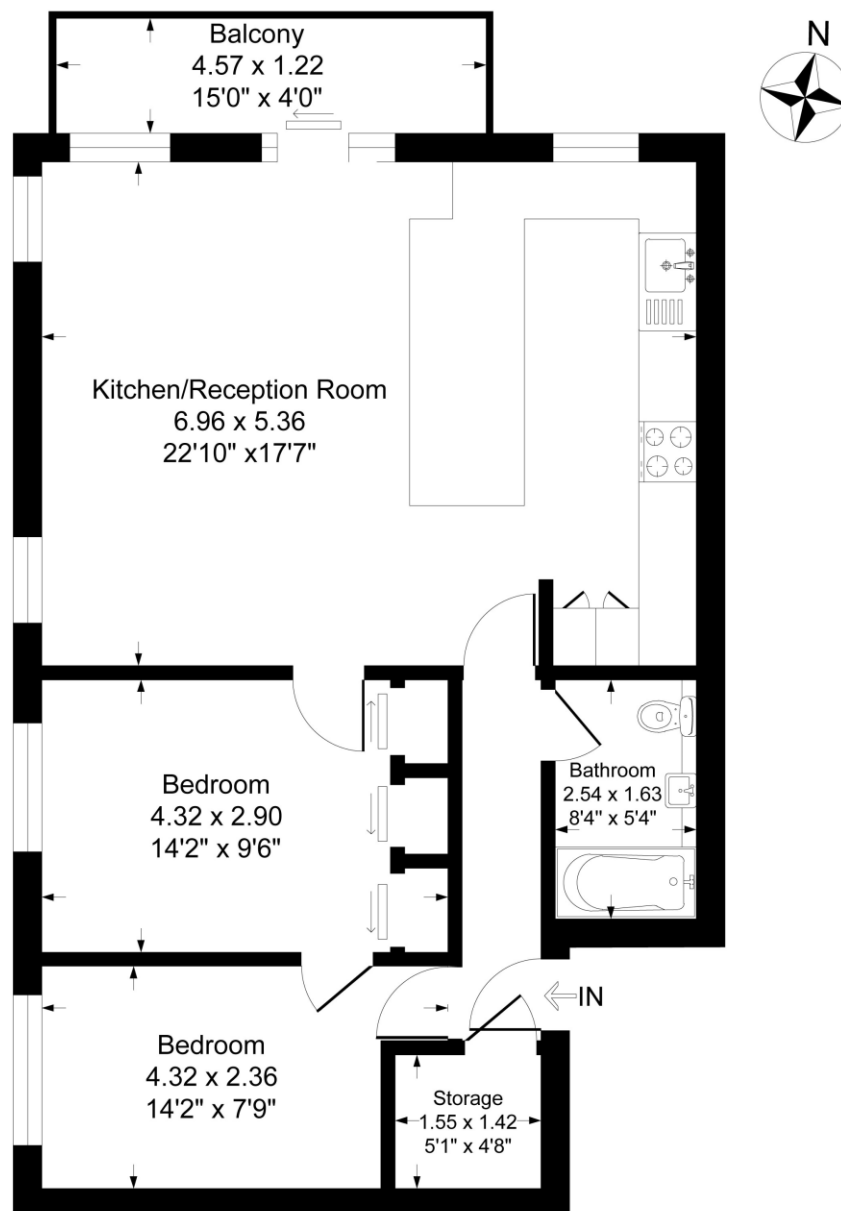 Balcony
4.57 x 1.22
15'0" x 4'0"
N
Kitchen/Reception Room
6.96 x 5.36
22'10" x17'7"
Bedroom
4.32 x 2.90
14'2" x 9'6"
Bathroom
2.54 x 1.63
8'4" x 5'4"
IN
Bedroom
4.32 x 2.36
14'2" x 7'9"
Storage
1.55 x 1.42
5'1" x 4'8"